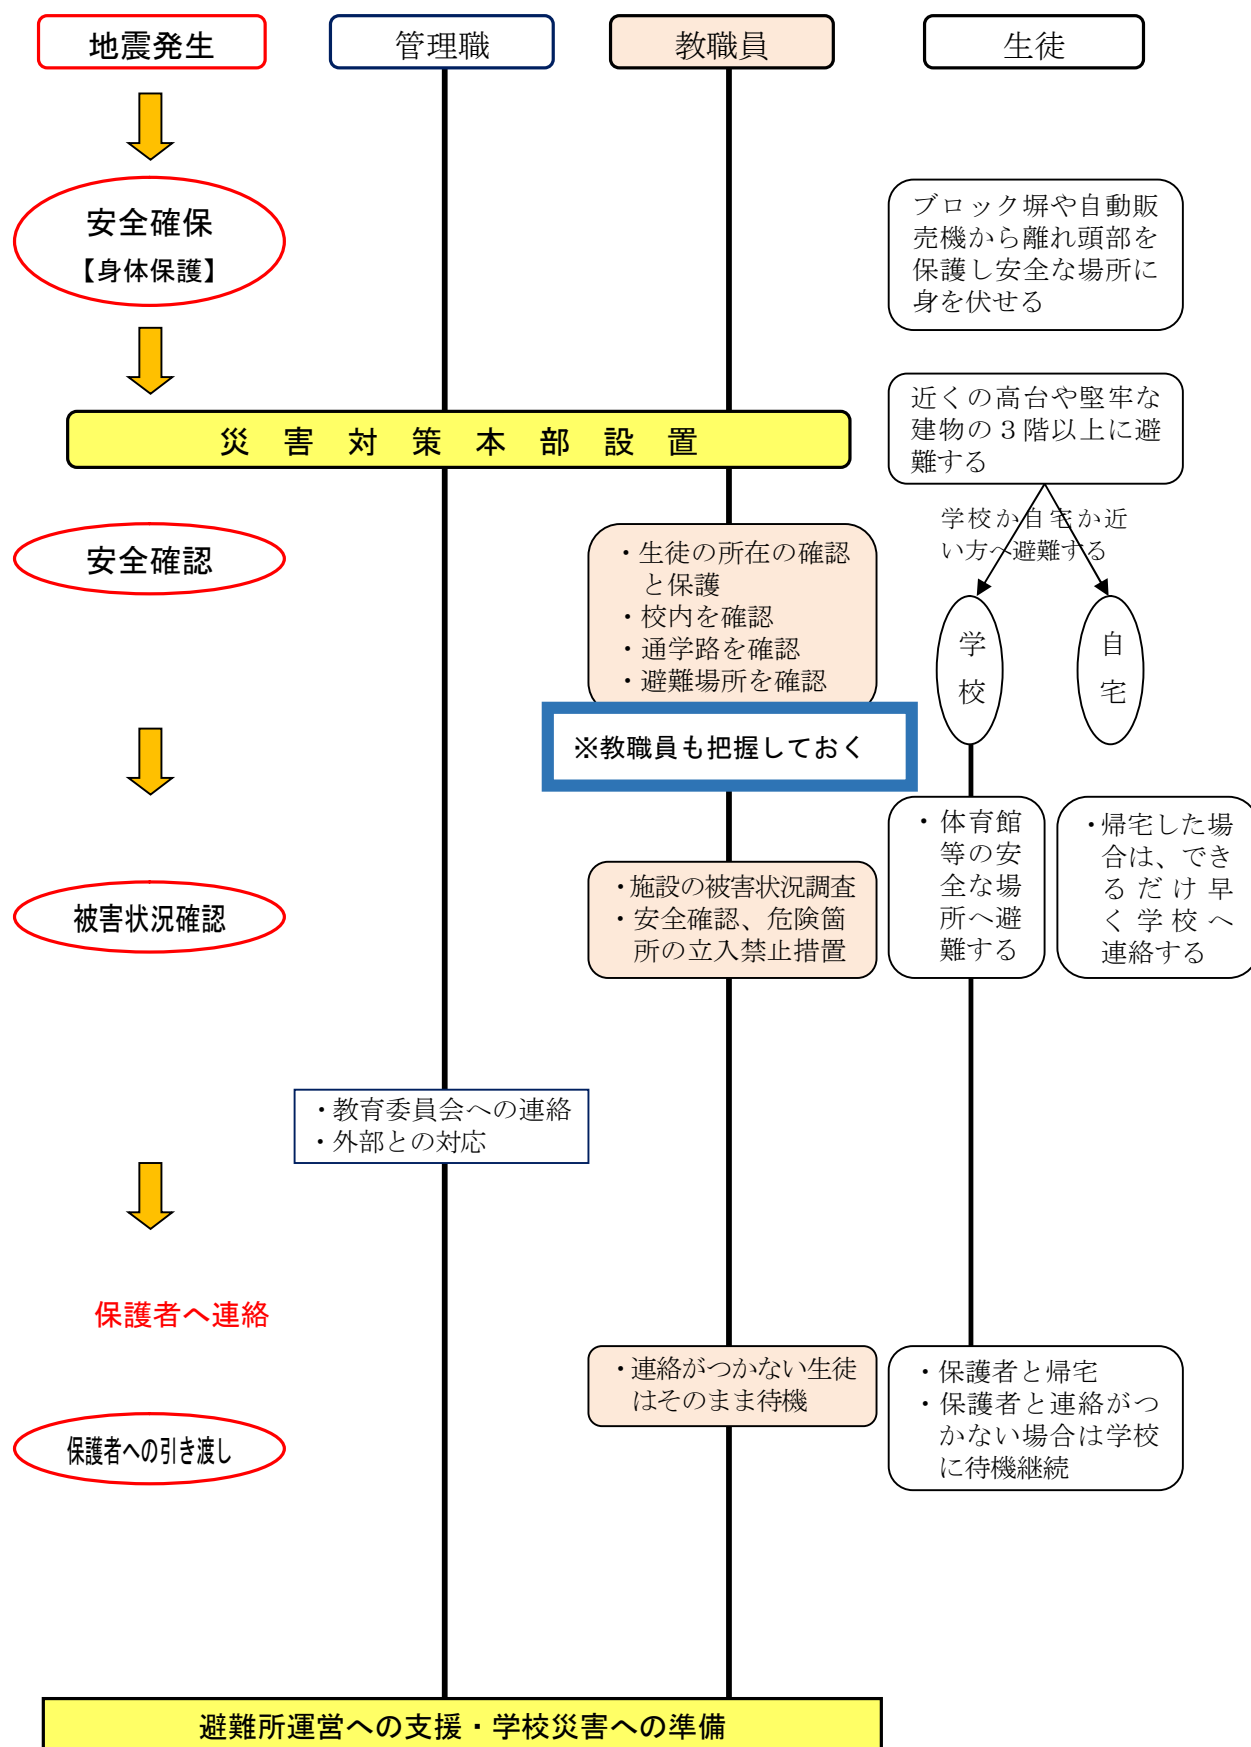 地震発生
管理職
教職員
生徒
安全確保
【身体保護】
ブロック塀や自動販
売機から離れ頭部を
保護し安全な場所に
身を伏せる
災害対策本部設置
近くの高台や堅牢な
建物の３階以上に避
難する
学校か自宅か近
い方へ避難する
安全確認
・生徒の所在の確認
と保護
・校内を確認
・通学路を確認
・避難場所を確認
学校
自宅
※教職員も把握しておく
被害状況確認
・施設の被害状況調査
・安全確認、危険箇
所の立入禁止措置
・体育館
等の安
全な場
所へ避
難する
・帰宅した場
合は、でき
るだけ早
く学校へ
連絡する
・教育委員会への連絡
・外部との対応
保護者へ連絡
保護者への引き渡し
・連絡がつかない生徒
はそのまま待機
・保護者と帰宅
・保護者と連絡がつ
かない場合は学校
に待機継続
避難所運営への支援・学校災害への準備